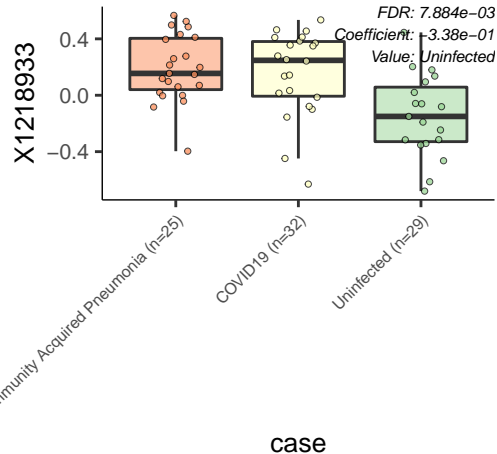 FDR: 7.884e−03
Coefficient: −3.38e−01
Value: Uninfected
X1218933
0.4
0.0
−0.4
mmunity Acquired Pneumonia (n=25)
COVID19 (n=32)
Uninfected (n=29)
case